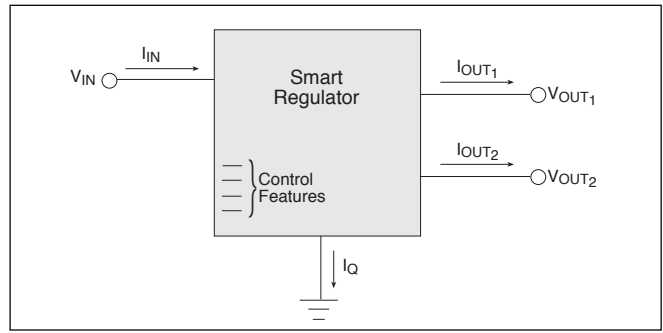 IIN
VIN
Smart
Regulator
IOUT1
VOUT1
IOUT2
VOUT2
Control
Features
IQ